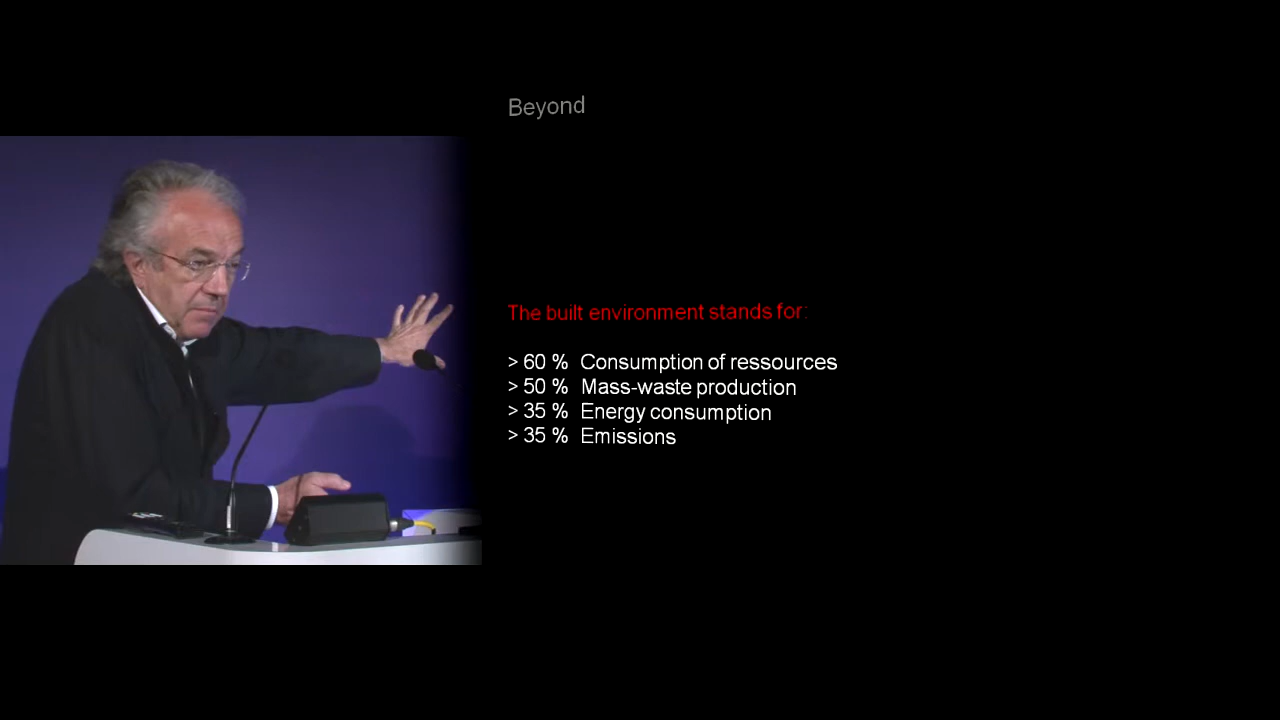 Beyond
The built environment stands for:
> 60 % Consumption of ressources
> 50 % Mass-waste production
> 35 % Energy consumption
> 35 % Emissions